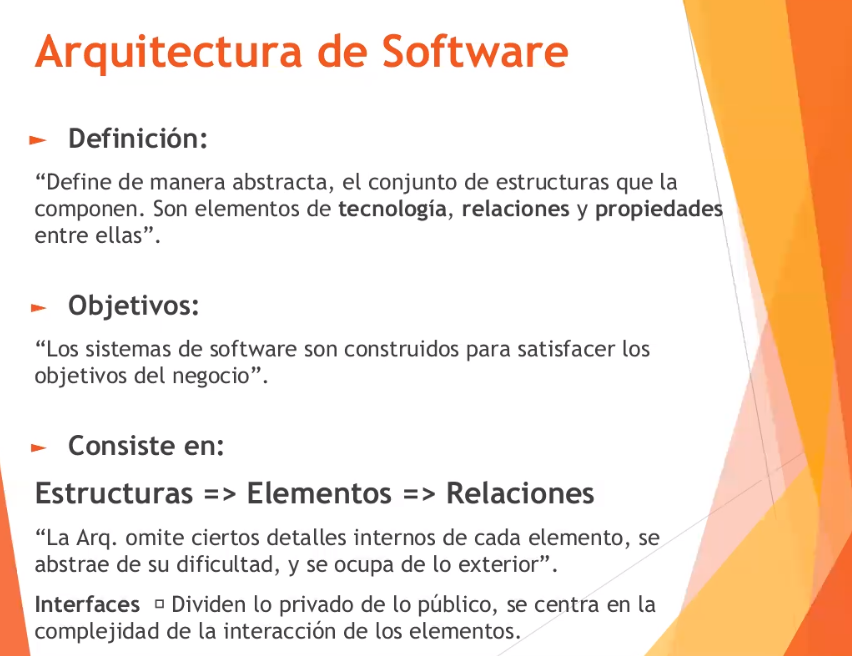 Arquitectura de Software
► Definición:
“Define de manera abstracta, el conjunto de estructuras que la
componen. Son elementos de tecnología, relaciones y propiedades
entre ellas”.
► Objetivos:
“Los sistemas de software son construidos para satisfacer los
objetivos del negocio”.
► Consiste en:
Estructuras => Elementos => Relaciones
“La Arq. omite ciertos detalles internos de cada elemento, se
abstrae de su dificultad, y se ocupa de lo exterior”.
Interfaces □ Dividen lo privado de lo público, se centra en la
complejidad de la interacción de los elementos.